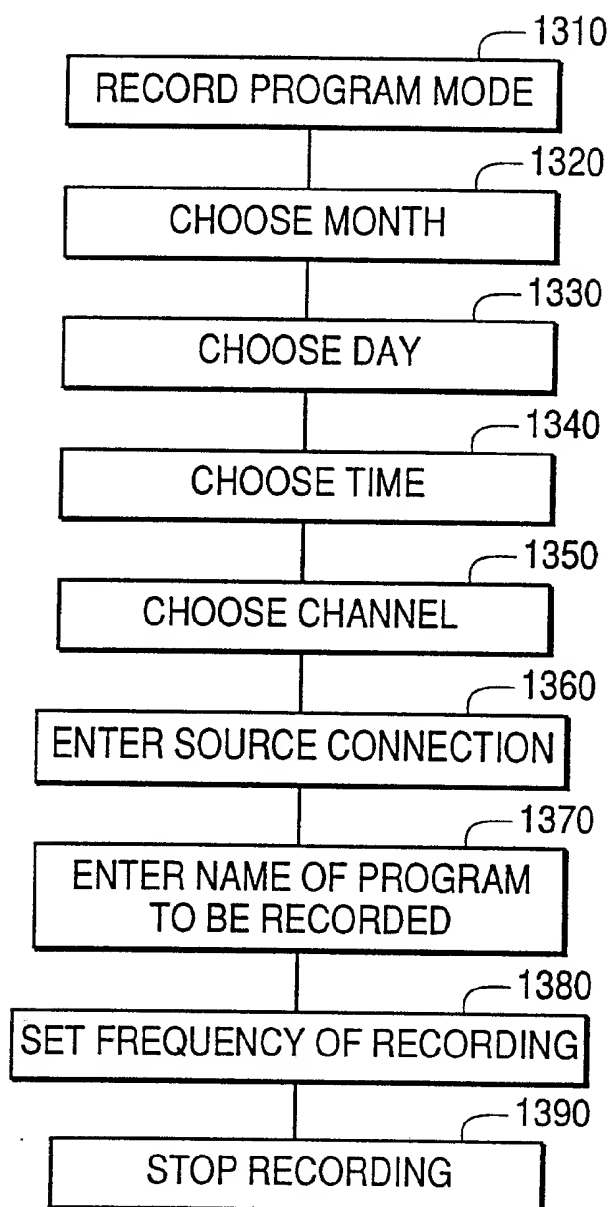 1310
RECORD PROGRAM MODE
1320
CHOOSE MONTH
1330
CHOOSE DAY
1340
CHOOSE TIME
1350
CHOOSE CHANNEL
1360
ENTER SOURCE CONNECTION
1370
ENTER NAME OF PROGRAM
TO BE RECORDED
1380
SET FREQUENCY OF RECORDING
1390
STOP RECORDING